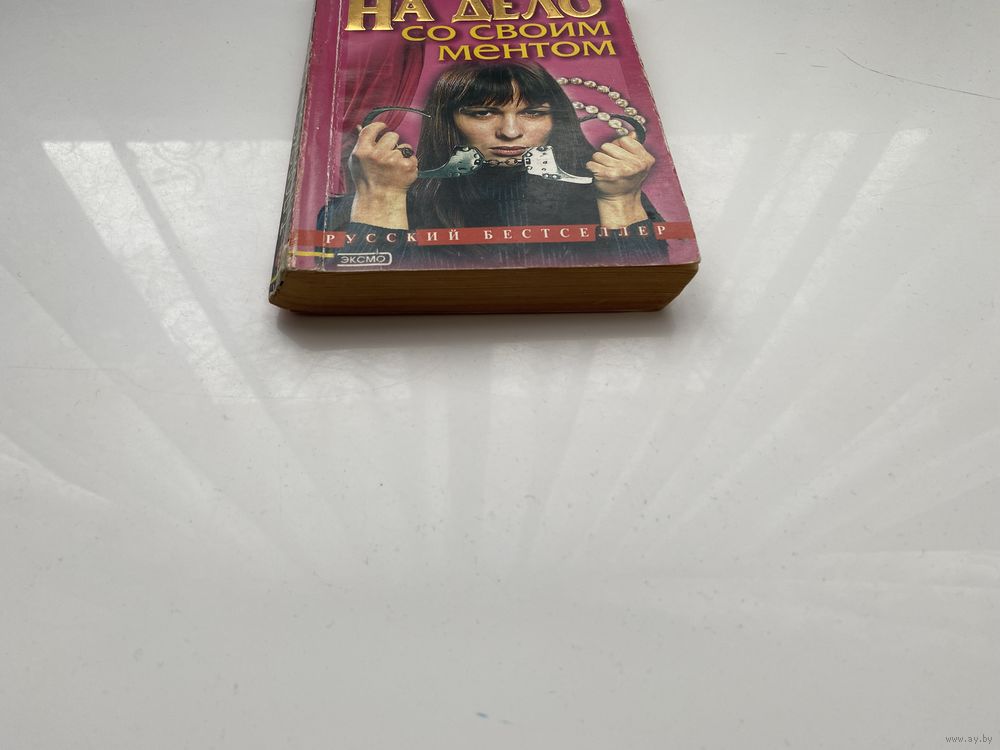 На дело
со своим
ментом
РУССКИЙ БЕСТСЕЛЛЕР
ЭКСМО
www.ay.by